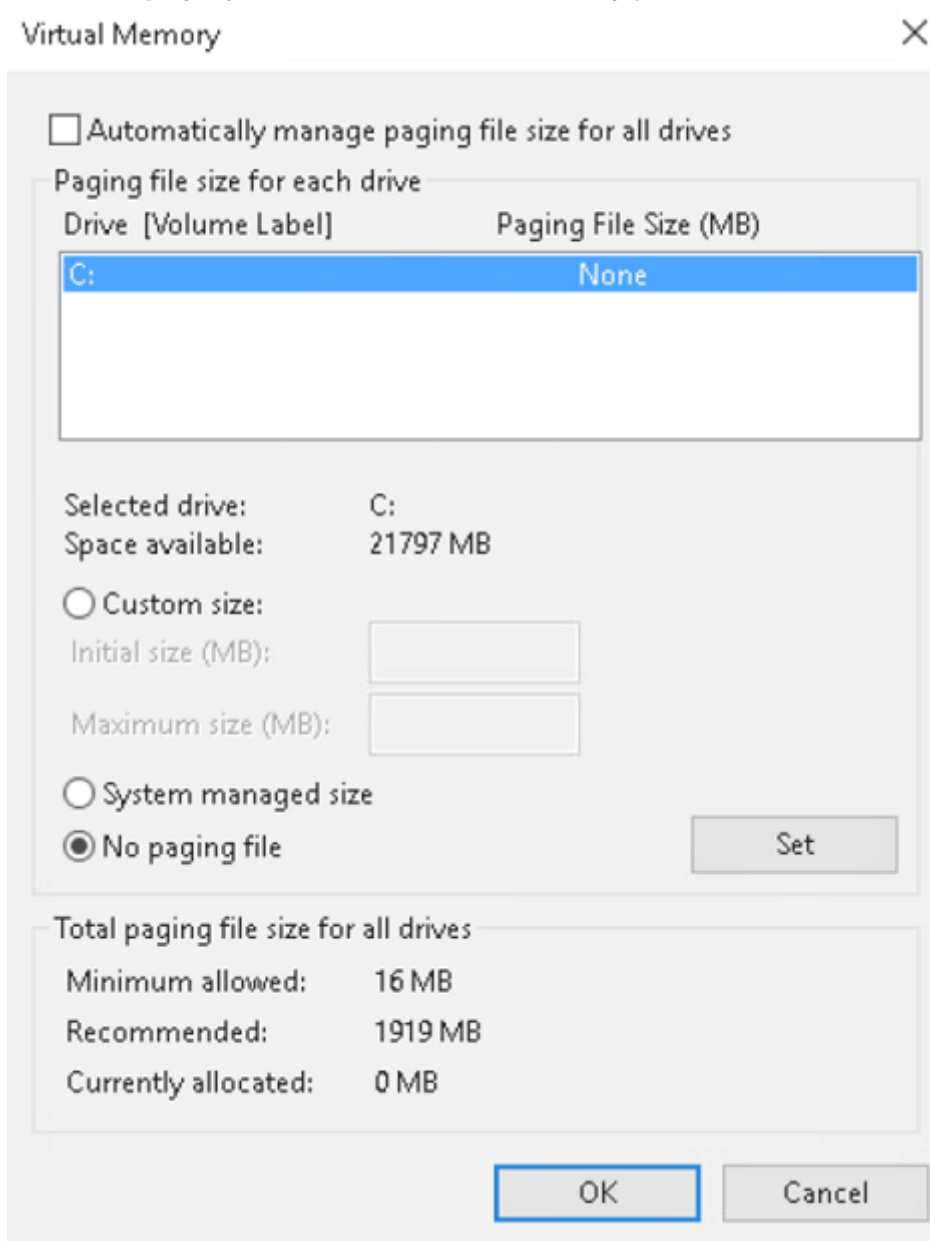 Virtual Memory
Automatically manage paging file size for all drives
Paging file size for each drive
Drive [Volume Label] Paging File Size (MB)
C: None
Selected drive: C:
Space available: 21797 MB
Custom size:
Initial size (MB):
Maximum size (MB):
System managed size
No paging file
Set
Total paging file size for all drives
Minimum allowed: 16 MB
Recommended: 1919 MB
Currently allocated: 0 MB
OK Cancel